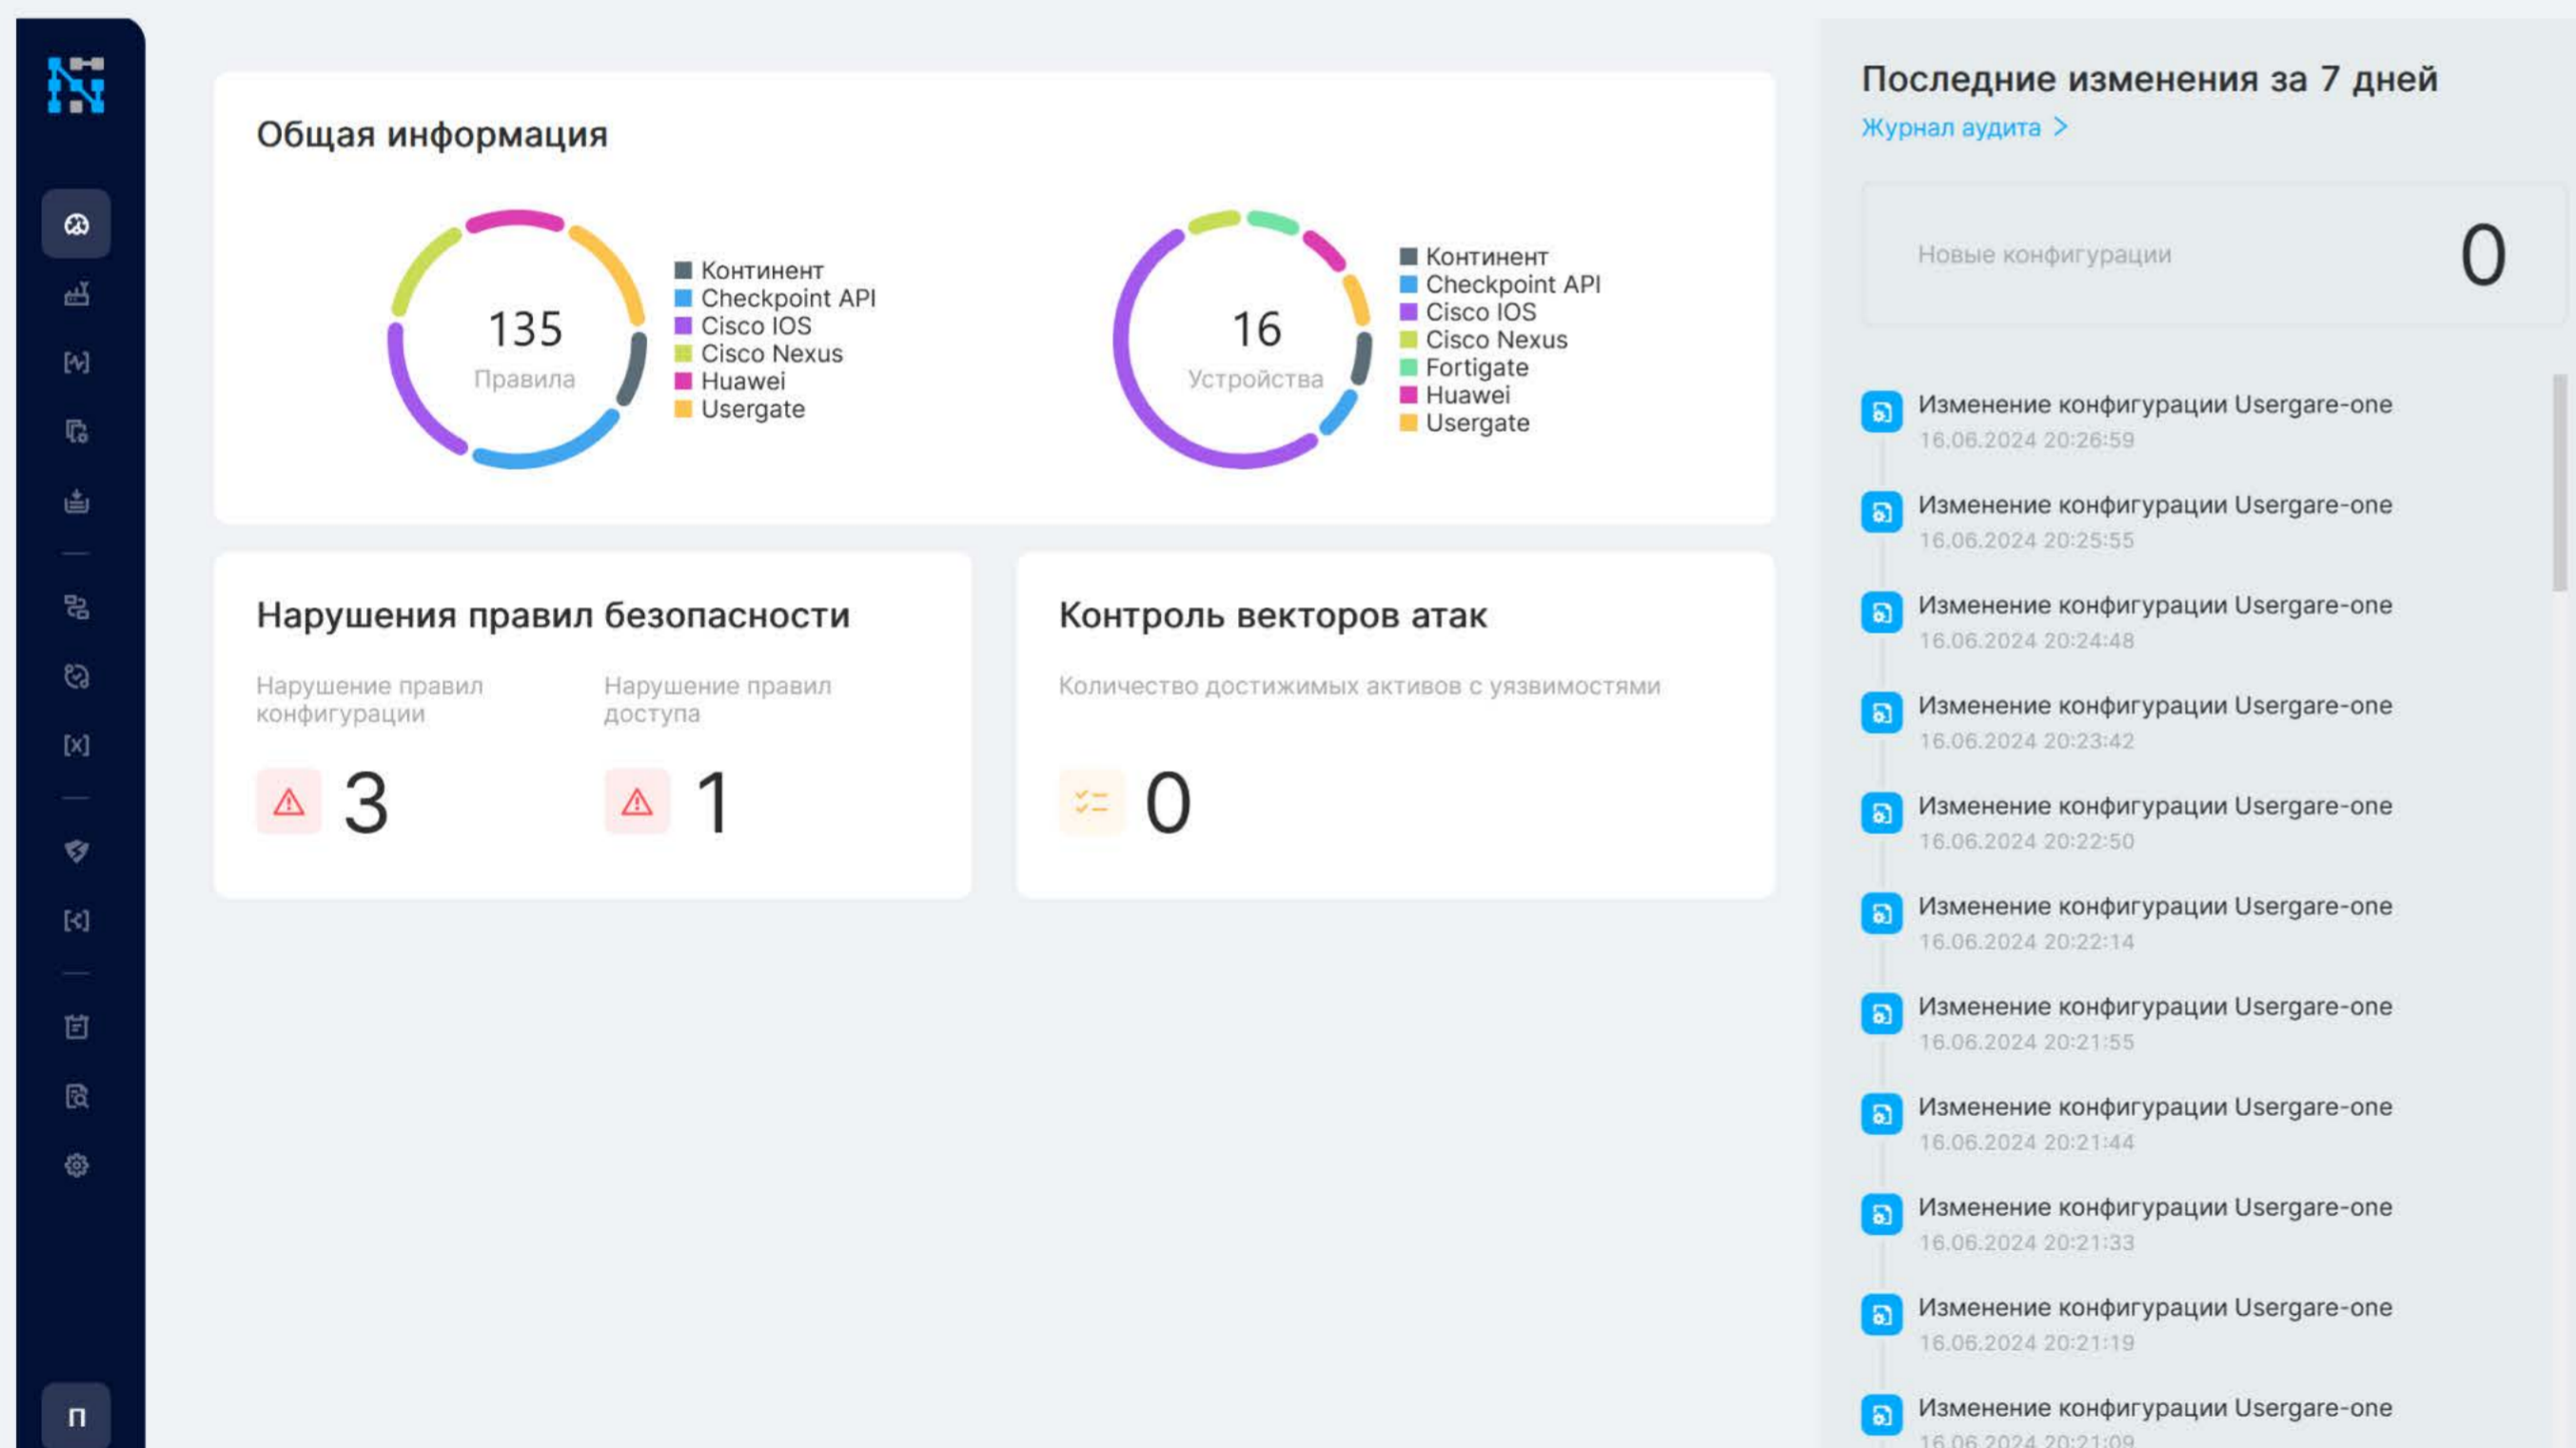 Общая информация
135
Правила
Континент
Checkpoint API
Cisco IOS
Cisco Nexus
Huawei
Usergate
16
Устройства
Континент
Checkpoint API
Cisco IOS
Cisco Nexus
Fortigate
Huawei
Usergate
Нарушения правил безопасности
Нарушение правил
конфигурации
3
Нарушение правил
доступа
1
Контроль векторов атак
Количество достижимых активов с уязвимостями
0
Последние изменения за 7 дней
Журнал аудита >
Новые конфигурации
0
Изменение конфигурации Usergare-one
16.06.2024 20:26:59
Изменение конфигурации Usergare-one
16.06.2024 20:25:55
Изменение конфигурации Usergare-one
16.06.2024 20:24:48
Изменение конфигурации Usergare-one
16.06.2024 20:23:42
Изменение конфигурации Usergare-one
16.06.2024 20:22:50
Изменение конфигурации Usergare-one
16.06.2024 20:22:14
Изменение конфигурации Usergare-one
16.06.2024 20:21:55
Изменение конфигурации Usergare-one
16.06.2024 20:21:44
Изменение конфигурации Usergare-one
16.06.2024 20:21:33
Изменение конфигурации Usergare-one
16.06.2024 20:21:19
Изменение конфигурации Usergare-one
16.06.2024 20:21:09
П